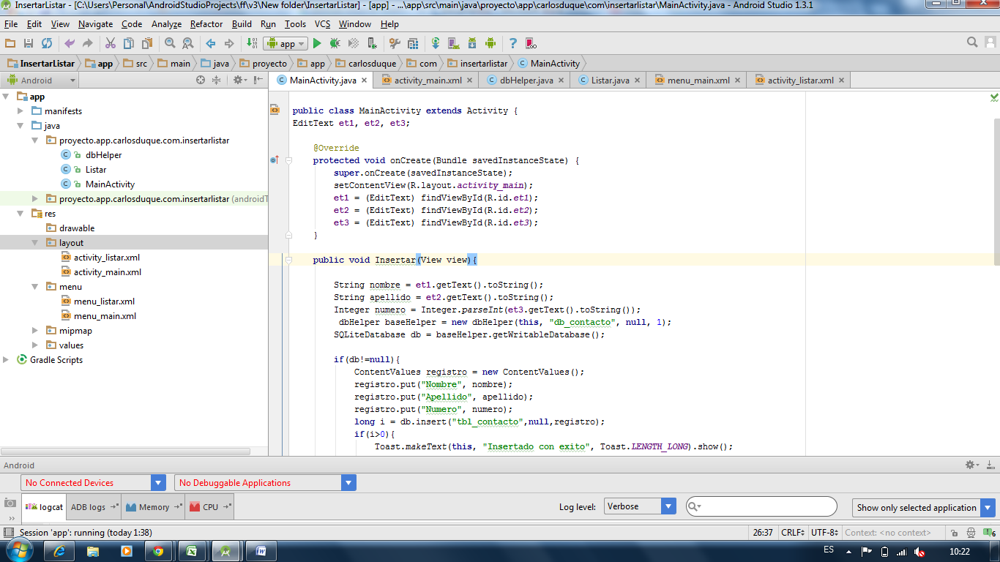 InsertarListar - [C:\Users\Personal\AndroidStudioProjects\ff\v3\New folder\InsertarListar] - [app] - ...\app\src\main\java\proyecto\app\carlosduque\com\insertarlistar\MainActivity.java - Android Studio 1.3.1
File Edit View Navigate Code Analyze Refactor Build Run Tools VCS Window Help
app
InsertarListar app src main java proyecto app carlosduque com insertarlistar MainActivity
Android
MainActivity.java activity_main.xml dbHelper.java Listar.java menu_main.xml activity_listar.xml
app
manifests
java
proyecto.app.carlosduque.com.insertarlistar
dbHelper
Listar
MainActivity
proyecto.app.carlosduque.com.insertarlistar (androidT
res
drawable
layout
activity_listar.xml
activity_main.xml
menu
menu_listar.xml
menu_main.xml
mipmap
values
Gradle Scripts
public class MainActivity extends Activity {
EditText et1, et2, et3;
@Override
protected void onCreate(Bundle savedInstanceState) {
super.onCreate(savedInstanceState);
setContentView(R.layout.activity_main);
et1 = (EditText) findViewById(R.id.et1);
et2 = (EditText) findViewById(R.id.et2);
et3 = (EditText) findViewById(R.id.et3);
}
public void Insertar(View view){
String nombre = et1.getText().toString();
String apellido = et2.getText().toString();
Integer numero = Integer.parseInt(et3.getText().toString());
dbHelper baseHelper = new dbHelper(this, "db_contacto", null, 1);
SQLiteDatabase db = baseHelper.getWritableDatabase();
if(db!=null){
ContentValues registro = new ContentValues();
registro.put("Nombre", nombre);
registro.put("Apellido", apellido);
registro.put("Numero", numero);
long i = db.insert("tbl_contacto",null,registro);
if(i>0){
Toast.makeText(this, "Insertado con exito", Toast.LENGTH_LONG).show();
Android
No Connected Devices No Debuggable Applications
logcat ADB logs Memory CPU Log level: Verbose Show only selected application
Session 'app': running (today 1:38) 26:37 CRLF UTF-8 Context: <no context> 6
ES 10:22